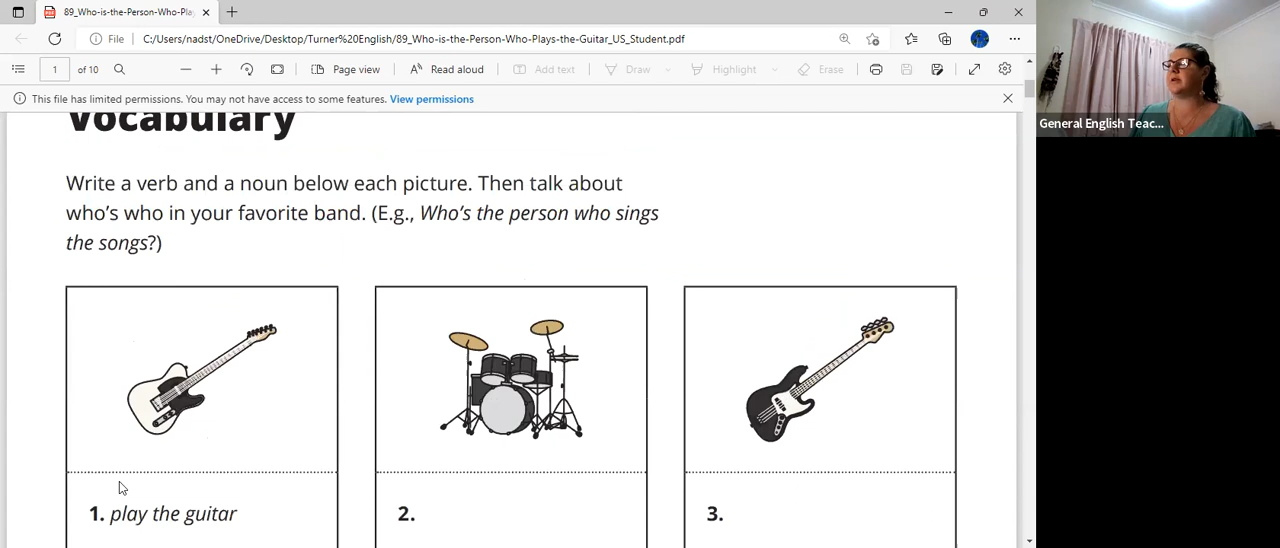 89_Who-is-the-Person-Who-Pla
File
C:/Users/nadst/OneDrive/Desktop/Turner%20English/89_Who-is-the-Person-Who-Plays-the-Guitar_US_Student.pdf
1 of 10
Page view
Read aloud
Add text
Draw
Highlight
Erase
This file has limited permissions. You may not have access to some features. View permissions
General English Teac...
Vocabulary
Write a verb and a noun below each picture. Then talk about
who's who in your favorite band. (E.g., Who's the person who sings
the songs?)
1. play the guitar
2.
3.